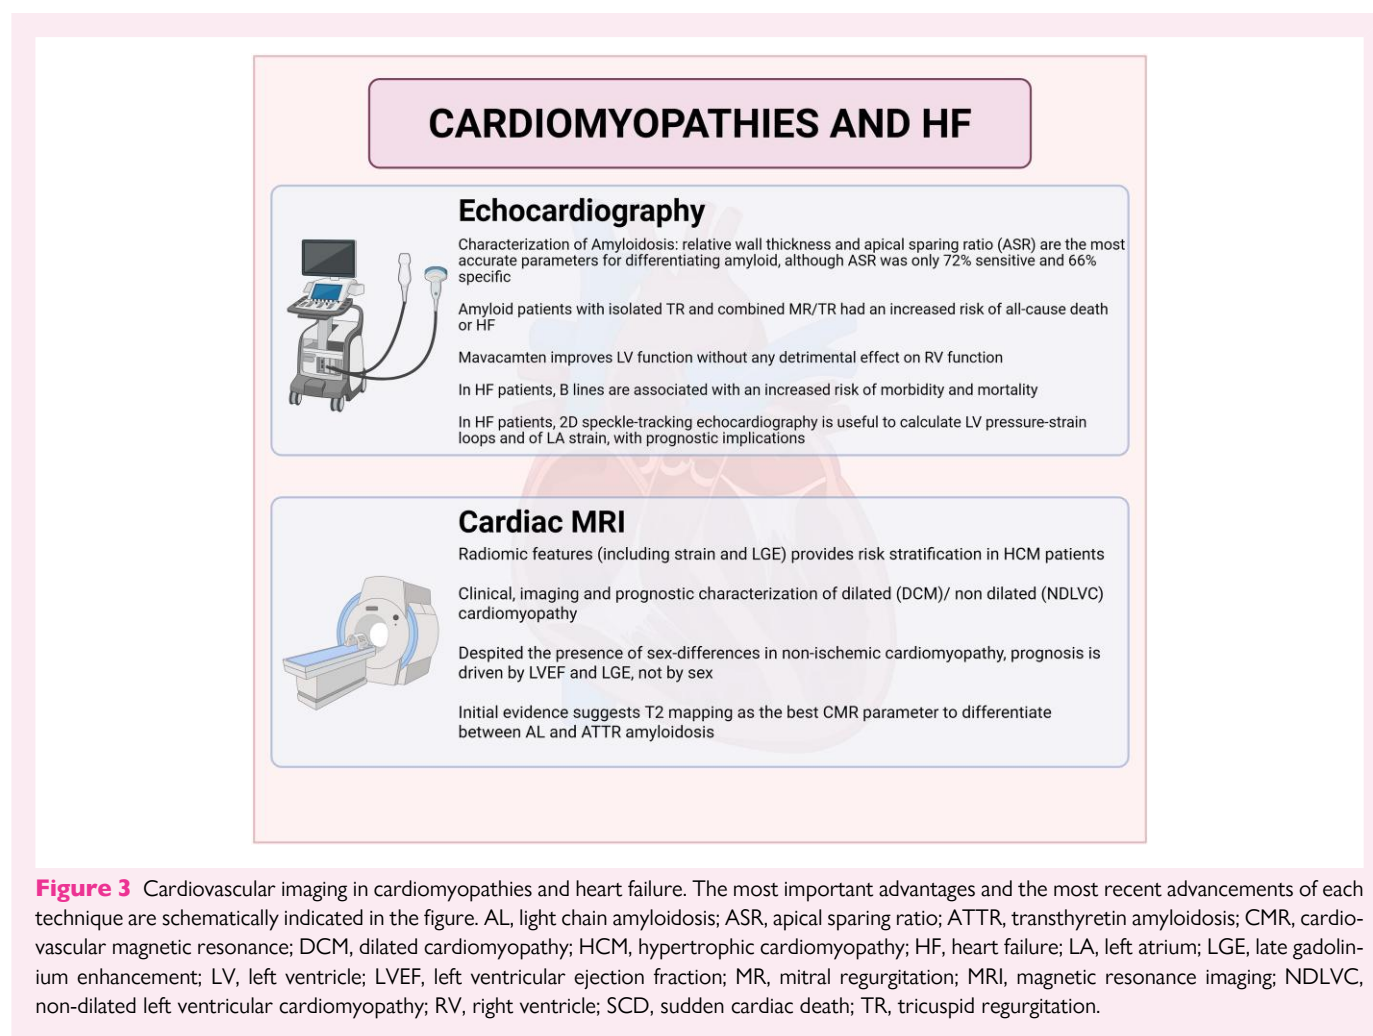 CARDIOMYOPATHIES AND HF
Echocardiography
Characterization of Amyloidosis: relative wall thickness and apical sparing ratio (ASR) are the most
accurate parameters for differentiating amyloid, although ASR was only 72% sensitive and 66%
specific
Amyloid patients with isolated TR and combined MR/TR had an increased risk of all-cause death
or HF
Mavacamten improves LV function without any detrimental effect on RV function
In HF patients, B lines are associated with an increased risk of morbidity and mortality
In HF patients, 2D speckle-tracking echocardiography is useful to calculate LV pressure-strain
loops and of LA strain, with prognostic implications
Cardiac MRI
Radiomic features (including strain and LGE) provides risk stratification in HCM patients
Clinical, imaging and prognostic characterization of dilated (DCM)/ non dilated (NDLVC)
cardiomyopathy
Despited the presence of sex-differences in non-ischemic cardiomyopathy, prognosis is
driven by LVEF and LGE, not by sex
Initial evidence suggests T2 mapping as the best CMR parameter to differentiate
between AL and ATTR amyloidosis
Figure 3 Cardiovascular imaging in cardiomyopathies and heart failure. The most important advantages and the most recent advancements of each
technique are schematically indicated in the figure. AL, light chain amyloidosis; ASR, apical sparing ratio; ATTR, transthyretin amyloidosis; CMR, cardio-
vascular magnetic resonance; DCM, dilated cardiomyopathy; HCM, hypertrophic cardiomyopathy; HF, heart failure; LA, left atrium; LGE, late gadolin-
ium enhancement; LV, left ventricle; LVEF, left ventricular ejection fraction; MR, mitral regurgitation; MRI, magnetic resonance imaging; NDLVC,
non-dilated left ventricular cardiomyopathy; RV, right ventricle; SCD, sudden cardiac death; TR, tricuspid regurgitation.